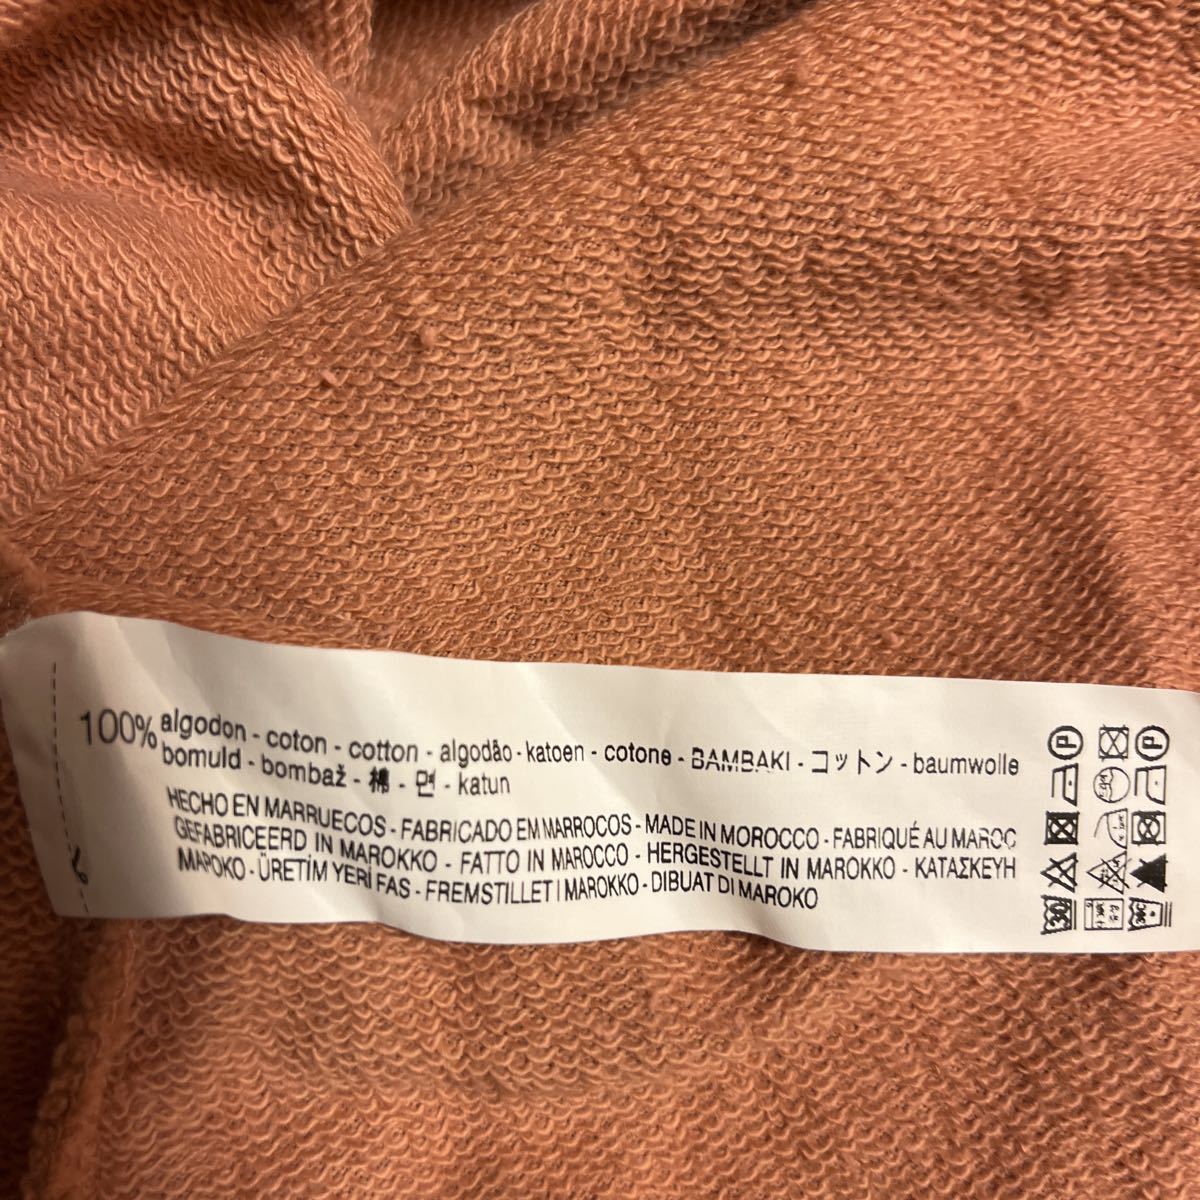 100% algodon - coton - cotton - algodão - katoen - cotone - BAMBAKI - コットン - baumwolle
bomuld - bombaž - 棉 - 면 - katun
HECHO EN MARRUECOS - FABRICADO EM MARROCOS - MADE IN MOROCCO - FABRIQUÉ AU MAROC
GEFABRICEERD IN MAROKKO - FATTO IN MAROCCO - HERGESTELLT IN MAROKKO - ΚΑΤΑΣΚΕΥΗ
ΜΑΡΟΚΟ - ÜRETİM YERİ FAS - FREMSTILLET I MAROKKO - DIBUAT DI MAROKO
P
P
30